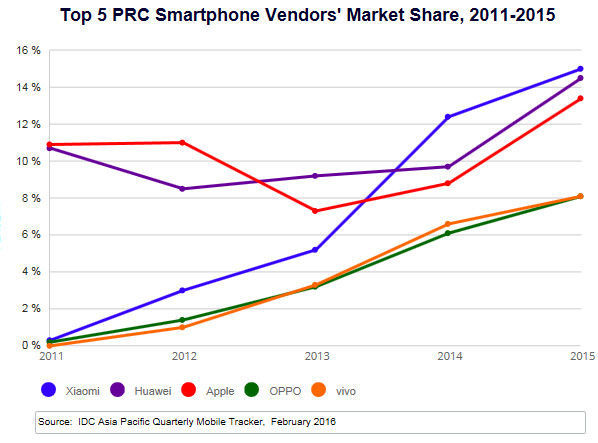 Top 5 PRC Smartphone Vendors' Market Share, 2011-2015
16 %
14 %
12 %
10 %
8 %
6 %
4 %
2 %
0 %
2011 2012 2013 2014 2015
Xiaomi Huawei Apple OPPO vivo
Source: IDC Asia Pacific Quarterly Mobile Tracker, February 2016